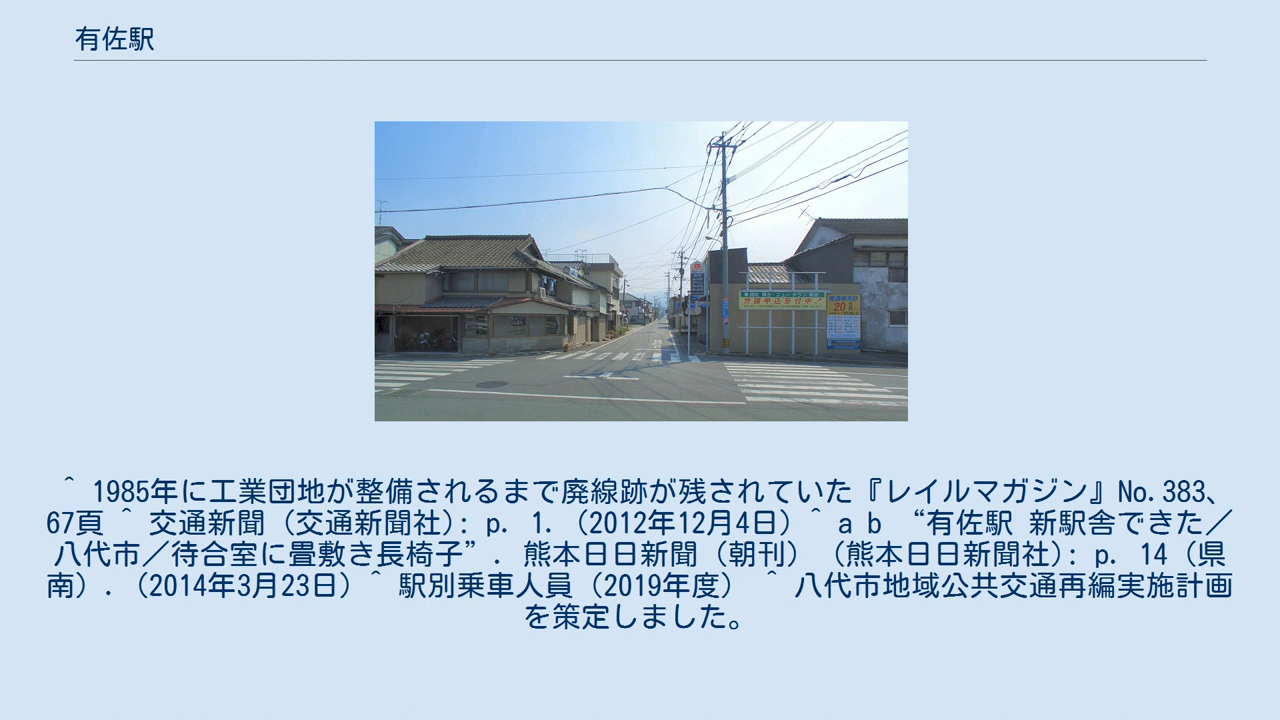 有佐駅
分譲申込受付中
＾ 1985年に工業団地が整備されるまで廃線跡が残されていた『レイルマガジン』No.383、
67頁 ＾ 交通新聞（交通新聞社）: p. 1.（2012年12月4日）＾ a b “有佐駅 新駅舎できた／
八代市／待合室に畳敷き長椅子”. 熊本日日新聞（朝刊）（熊本日日新聞社）: p. 14（県
南）.（2014年3月23日）＾ 駅別乗車人員（2019年度） ＾ 八代市地域公共交通再編実施計画
を策定しました。